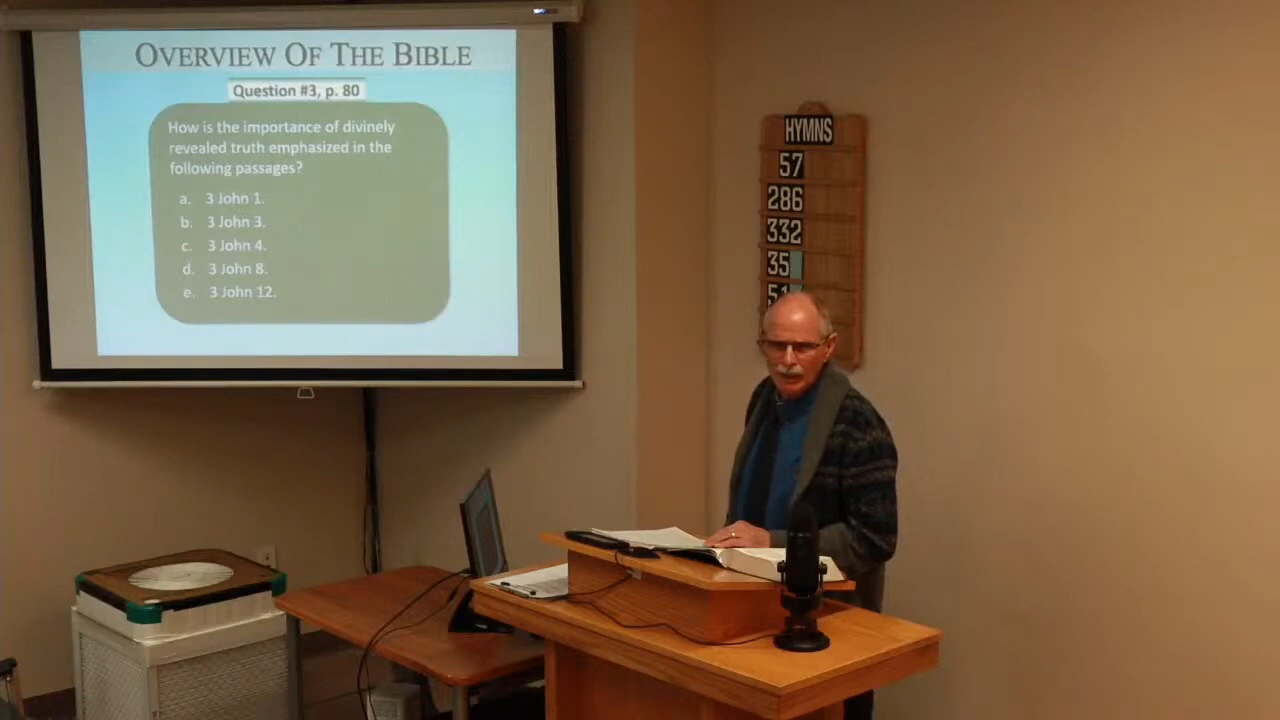 OVERVIEW OF THE BIBLE
Question #3, p. 80
How is the importance of divinely
revealed truth emphasized in the
following passages?
a. 3 John 1.
b. 3 John 3.
c. 3 John 4.
d. 3 John 8.
e. 3 John 12.
HYMNS
57
286
332
35